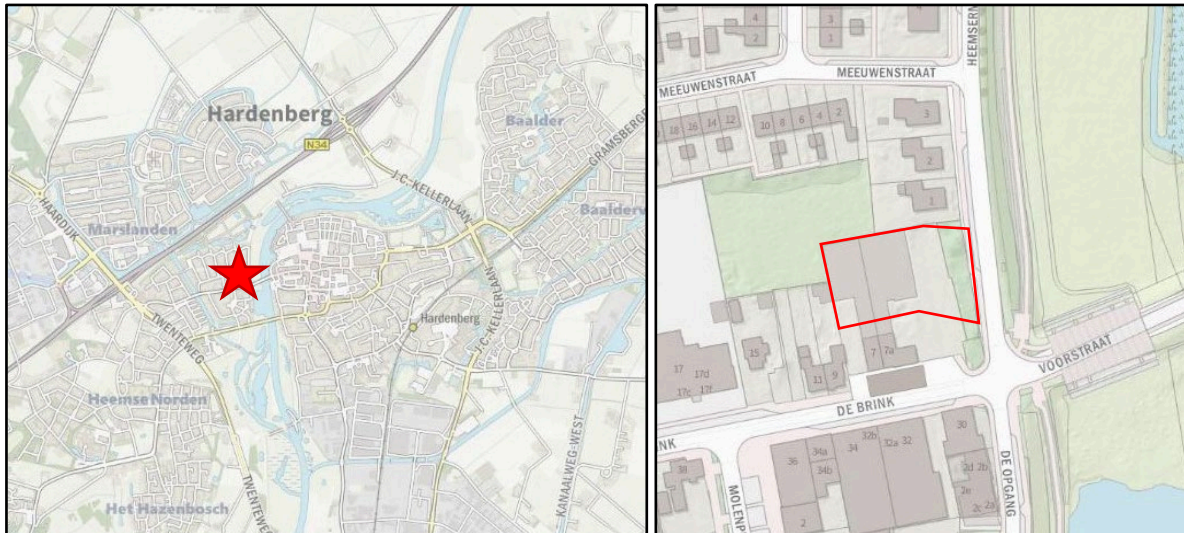 Hardenberg
N34
Baalder
GRAMSBERGE
J.C. KELLERLAAN
HAARDIJK
Marslanden
Baalderv
TWENTEWEG
Hardenberg
J.C. KELLERLAAN
Heemse Norden
KANAALWEG-WEST
TWENTEWEG
Het Hazenbosch
4
2
3
1
HEEMSERM
MEEUWENSTRAAT
MEEUWENSTRAAT
18 16 14 12
10 8 6 4 2
3
2
1
15
7 7a
11 9
17 17d
17c 17f
VOORSTRAAT
DE BRINK
NK
36
34a
34b
34
32b
32a
32
30
38
2d 2b
2e
2c 2a
2
MOLENP
DE OPGANG